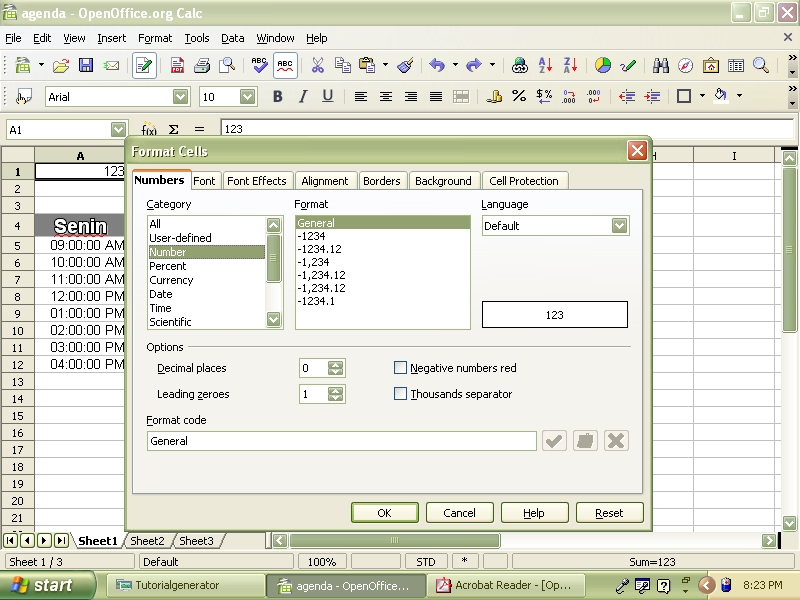 agenda - OpenOffice.org Calc
File Edit View Insert Format Tools Data Window Help
Arial 10 B I U
A1 f(x) Σ = 123
Format Cells
A H I
Numbers Font Font Effects Alignment Borders Background Cell Protection
Category Format Language
All
User-defined
Number
Percent
Currency
Date
Time
Scientific
General
-1234
-1234.12
-1,234
-1,234.12
-1,234.12
-1234.1
Default
123
Options
Decimal places 0 Negative numbers red
Leading zeroes 1 Thousands separator
Format code
General
OK Cancel Help Reset
1 123
2
3
4 Senin
5 09:00:00 AM
6 10:00:00 AM
7 11:00:00 AM
8 12:00:00 PM
9 01:00:00 PM
10 02:00:00 PM
11 03:00:00 PM
12 04:00:00 PM
13
14
15
16
17
18
19
20
21
Sheet1 Sheet2 Sheet3
Sheet 1 / 3 Default 100% STD * Sum=123
start Tutorialgenerator agenda - OpenOffice... Acrobat Reader - [Op... 8:23 PM